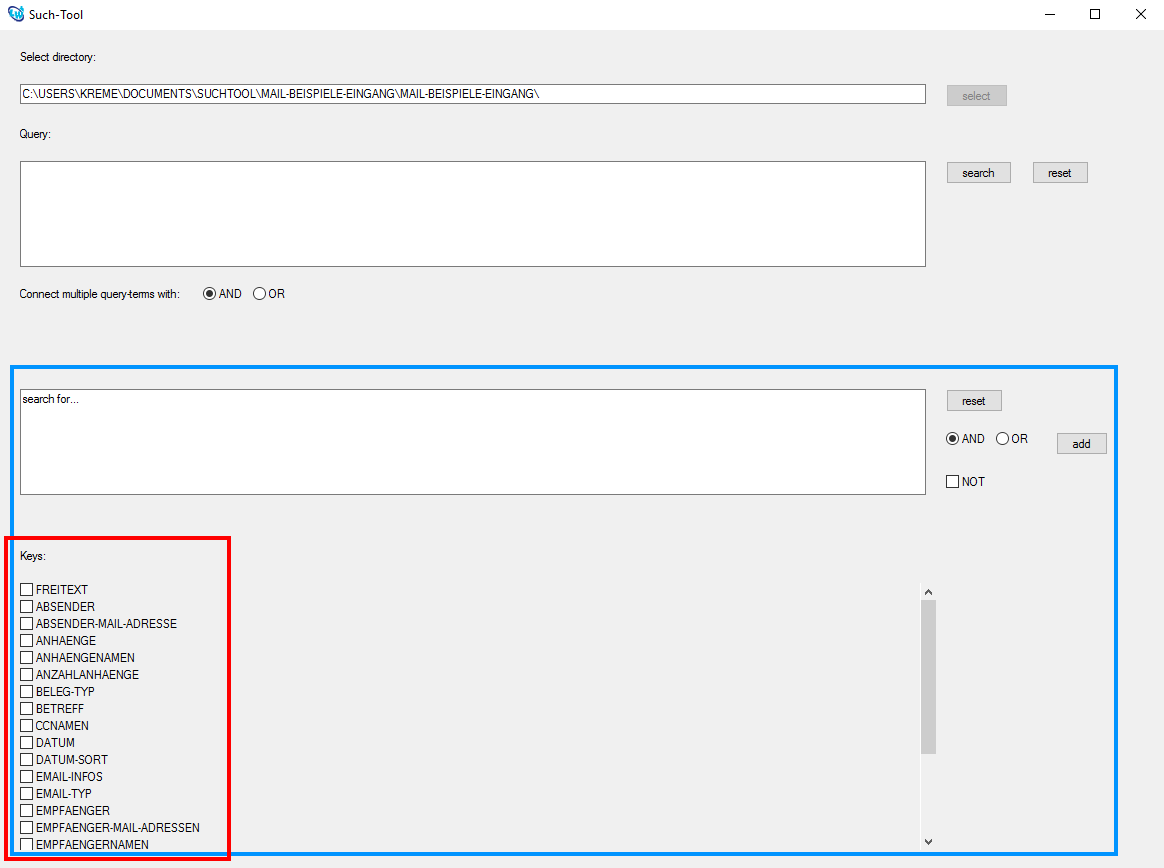 Such-Tool
Select directory:
C:\USERS\KREME\DOCUMENTS\SUCHTOOL\MAIL-BEISPIELE-EINGANG\MAIL-BEISPIELE-EINGANG\
select
Query:
search
reset
Connect multiple query-terms with:
AND
OR
search for...
reset
AND
OR
add
NOT
Keys:
FREITEXT
ABSENDER
ABSENDER-MAIL-ADRESSE
ANHAENGE
ANHAENGENAMEN
ANZAHLANHAENGE
BELEG-TYP
BETREFF
CCNAMEN
DATUM
DATUM-SORT
EMAIL-INFOS
EMAIL-TYP
EMPFAENGER
EMPFAENGER-MAIL-ADRESSEN
EMPFAENGERNAMEN